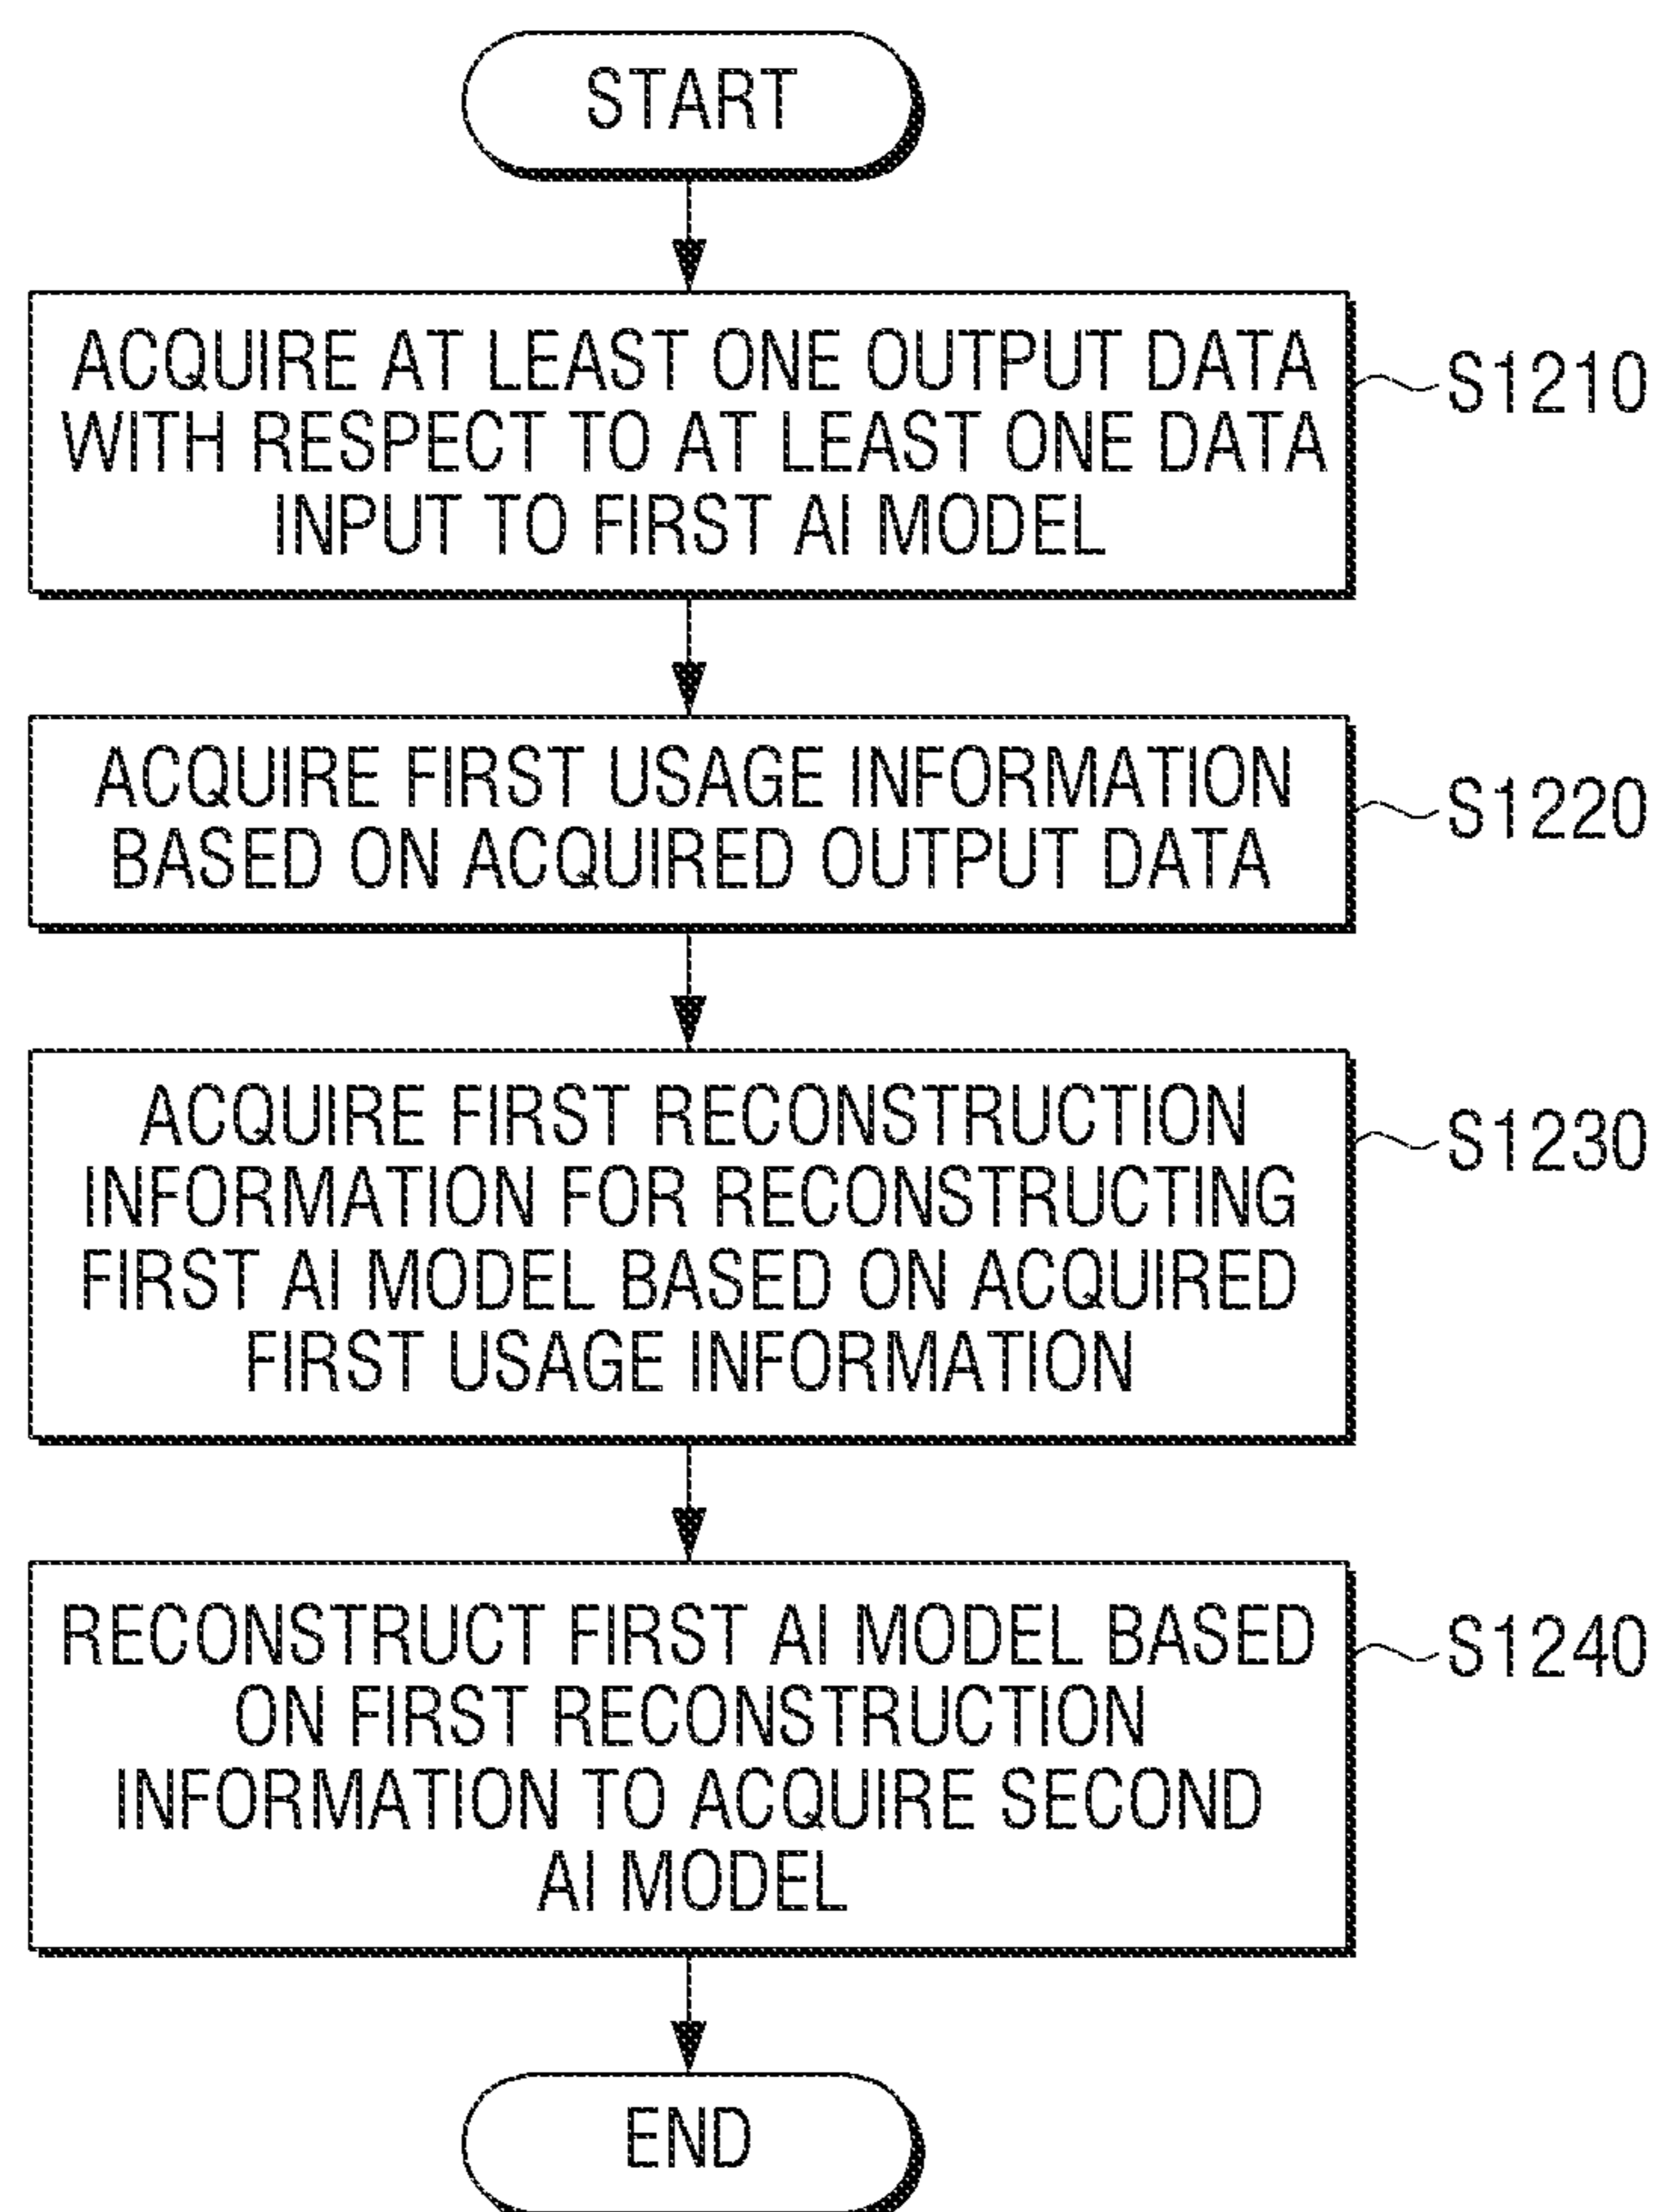 START
ACQUIRE AT LEAST ONE OUTPUT DATA
WITH RESPECT TO AT LEAST ONE DATA
INPUT TO FIRST AI MODEL
S1210
ACQUIRE FIRST USAGE INFORMATION
BASED ON ACQUIRED OUTPUT DATA
S1220
ACQUIRE FIRST RECONSTRUCTION
INFORMATION FOR RECONSTRUCTING
FIRST AI MODEL BASED ON ACQUIRED
FIRST USAGE INFORMATION
S1230
RECONSTRUCT FIRST AI MODEL BASED
ON FIRST RECONSTRUCTION
INFORMATION TO ACQUIRE SECOND
AI MODEL
S1240
END